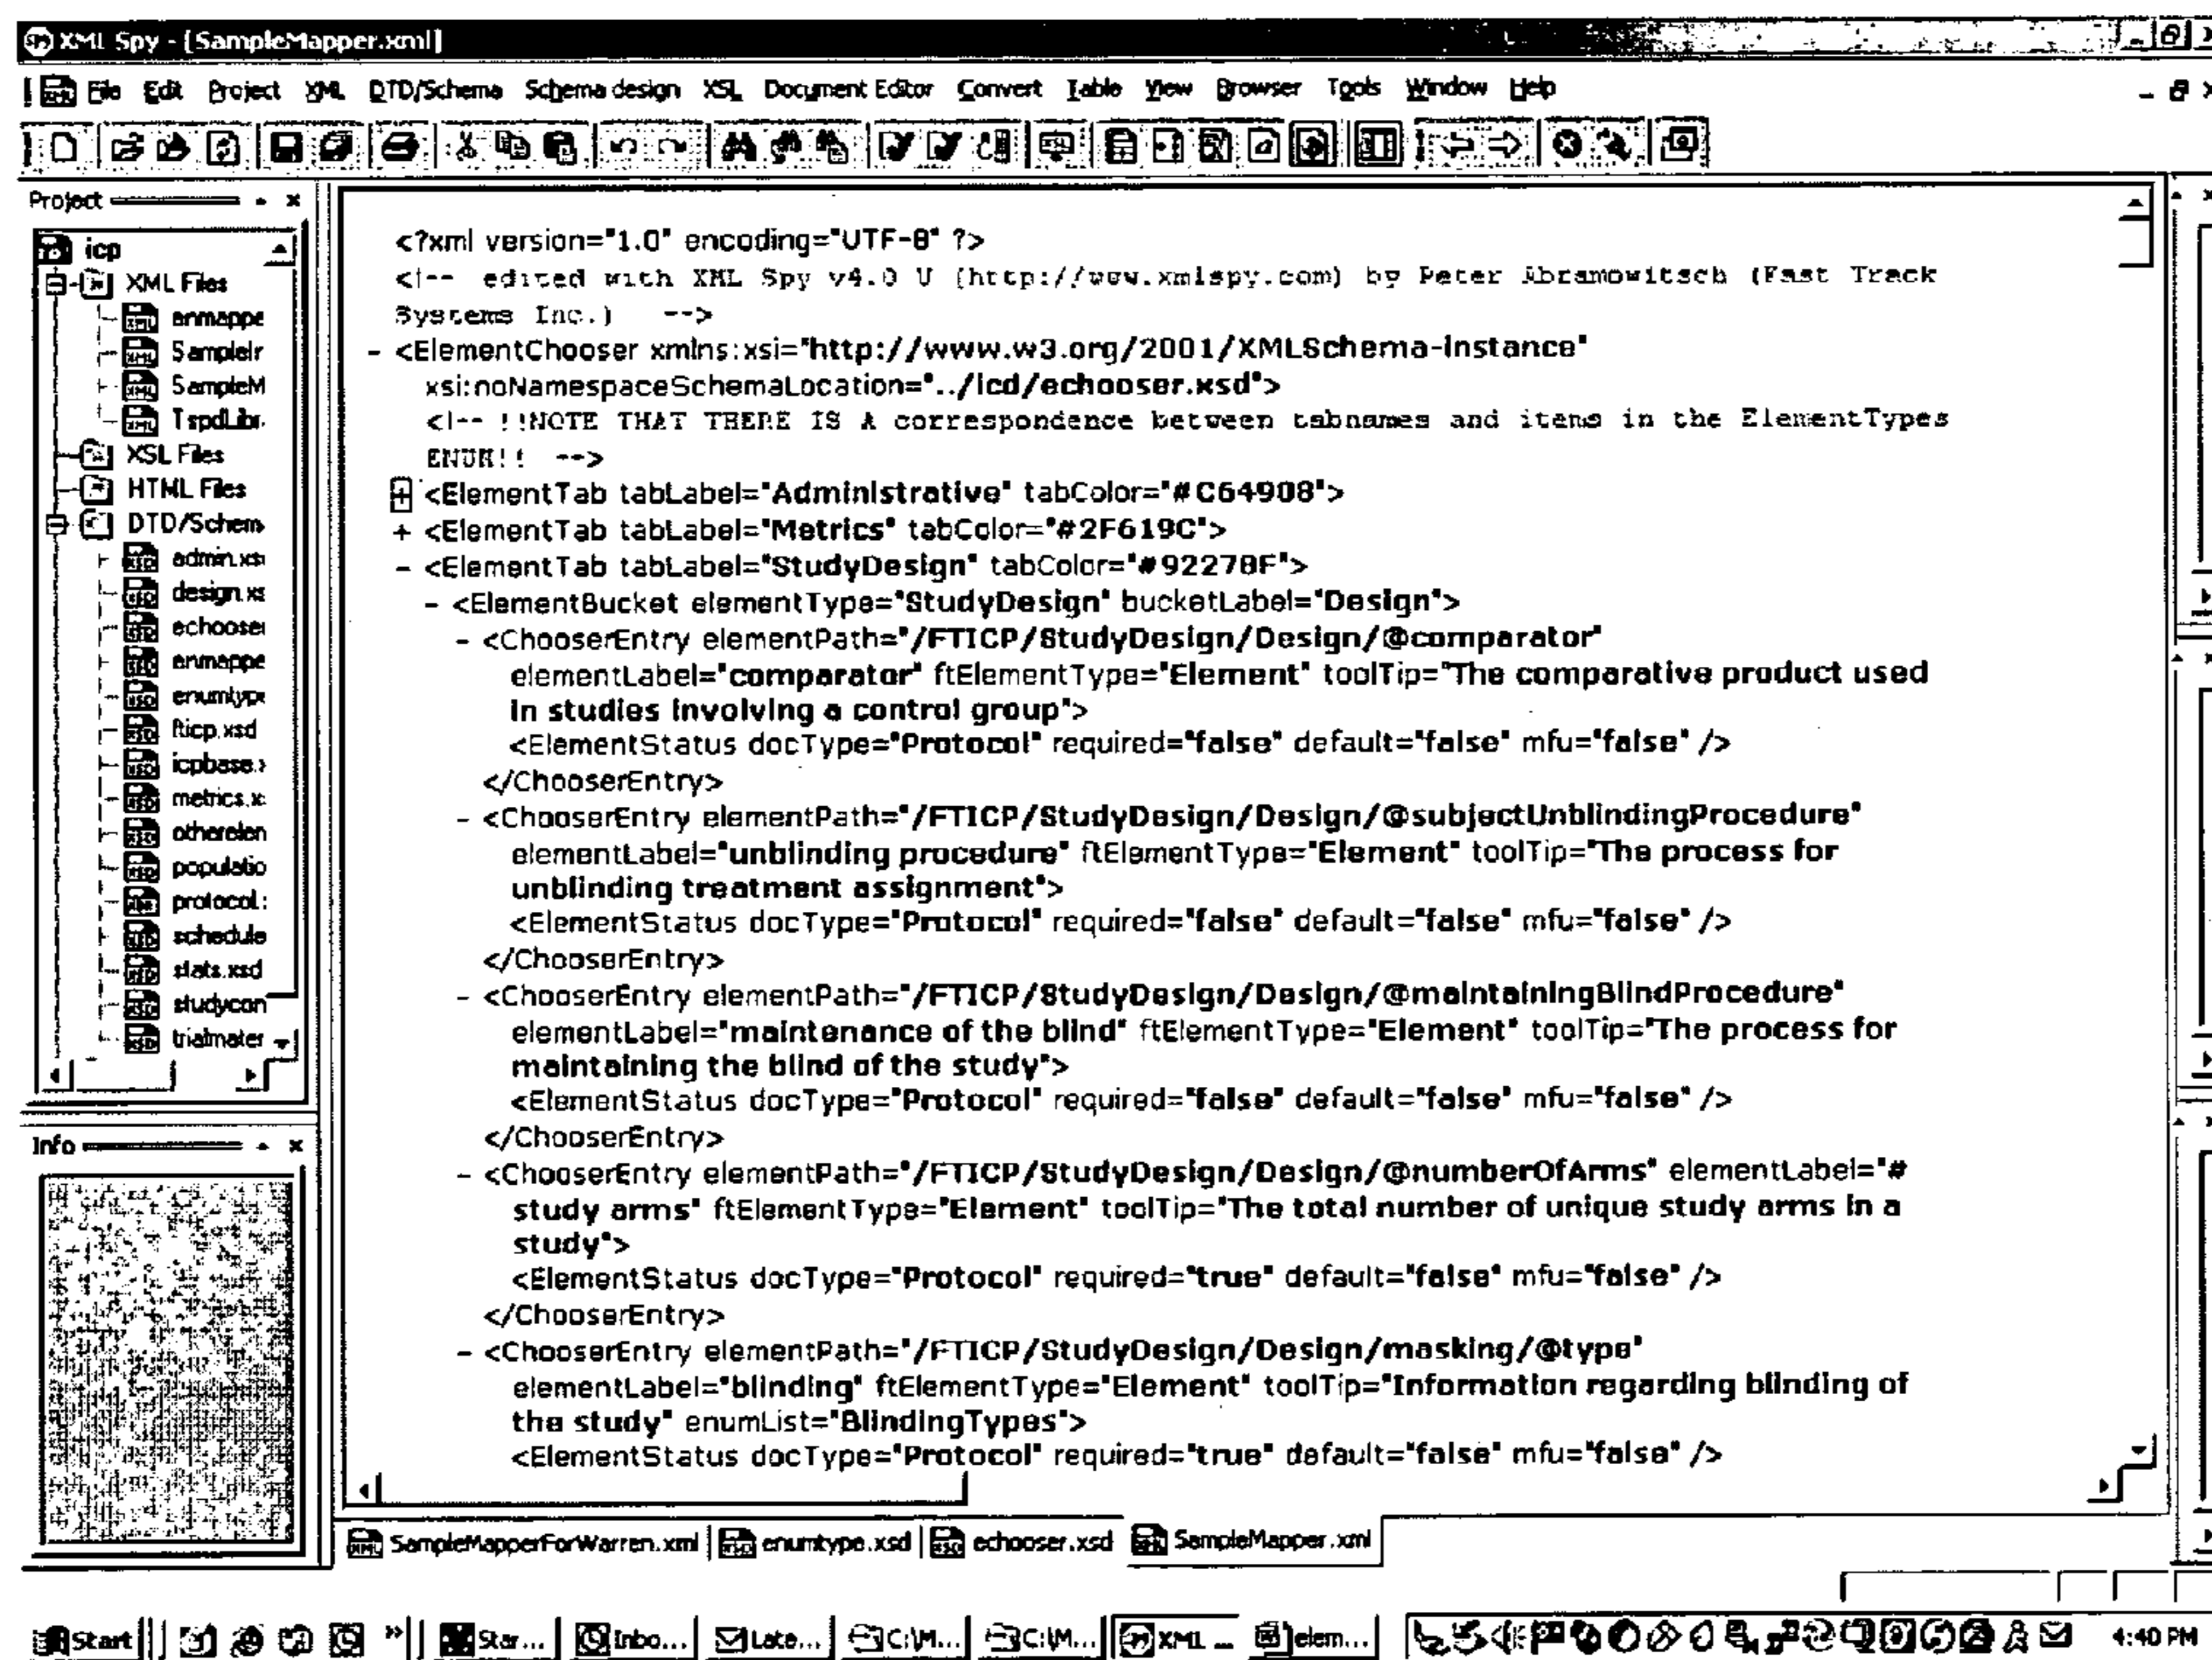 XML Spy - [SampleMapper.xml]
File Edit Project XML DTD/Schema Schema design XSL Document Editor Convert Table View Browser Tools Window Help
Project
icp
XML Files
enmappe
SampleIr
SampleM
TspdLibr.
XSL Files
HTML Files
DTD/Schem
admin.xs
design.xs
echooser
enmappe
enumtype
fticp.xsd
icpbase.x
metrics.x
otherelen
populatio
protocol.
schedule
stats.xsd
studycon
trialmater
Info
<?xml version="1.0" encoding="UTF-8" ?>
<!-- edited with XML Spy v4.0 U (http://www.xmlspy.com) by Peter Abramowitsch (Fast Track
Systems Inc.) -->
- <ElementChooser xmlns:xsi="http://www.w3.org/2001/XMLSchema-instance"
xsi:noNamespaceSchemaLocation="../icd/echooser.xsd">
<!-- !!NOTE THAT THERE IS A correspondence between tabnames and items in the ElementTypes
ENUM!! -->
+ <ElementTab tabLabel="Administrative" tabColor="#C64908">
+ <ElementTab tabLabel="Metrics" tabColor="#2F619C">
- <ElementTab tabLabel="StudyDesign" tabColor="#92278F">
- <ElementBucket elementType="StudyDesign" bucketLabel="Design">
- <ChooserEntry elementPath="/FTICP/StudyDesign/Design/@comparator"
elementLabel="comparator" ftElementType="Element" toolTip="The comparative product used
in studies involving a control group">
<ElementStatus docType="Protocol" required="false" default="false" mfu="false" />
</ChooserEntry>
- <ChooserEntry elementPath="/FTICP/StudyDesign/Design/@subjectUnblindingProcedure"
elementLabel="unblinding procedure" ftElementType="Element" toolTip="The process for
unblinding treatment assignment">
<ElementStatus docType="Protocol" required="false" default="false" mfu="false" />
</ChooserEntry>
- <ChooserEntry elementPath="/FTICP/StudyDesign/Design/@maintainingBlindProcedure"
elementLabel="maintenance of the blind" ftElementType="Element" toolTip="The process for
maintaining the blind of the study">
<ElementStatus docType="Protocol" required="false" default="false" mfu="false" />
</ChooserEntry>
- <ChooserEntry elementPath="/FTICP/StudyDesign/Design/@numberOfArms" elementLabel="#
study arms" ftElementType="Element" toolTip="The total number of unique study arms in a
study">
<ElementStatus docType="Protocol" required="true" default="false" mfu="false" />
</ChooserEntry>
- <ChooserEntry elementPath="/FTICP/StudyDesign/Design/masking/@type"
elementLabel="blinding" ftElementType="Element" toolTip="Information regarding blinding of
the study" enumList="BlindingTypes">
<ElementStatus docType="Protocol" required="true" default="false" mfu="false" />
SampleMapperForWarren.xml enumtype.xsd echooser.xsd SampleMapper.xml
Start Star... Inbo... Late... C:\M... C:\M... XML ... elem... 4:40 PM